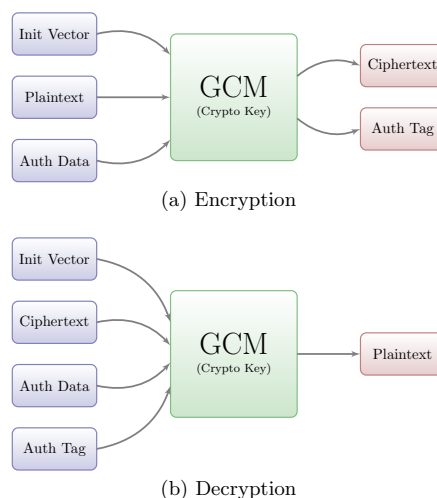 Init Vector
Plaintext
Auth Data
GCM
(Crypto Key)
Ciphertext
Auth Tag
(a) Encryption
Init Vector
Ciphertext
Auth Data
Auth Tag
GCM
(Crypto Key)
Plaintext
(b) Decryption